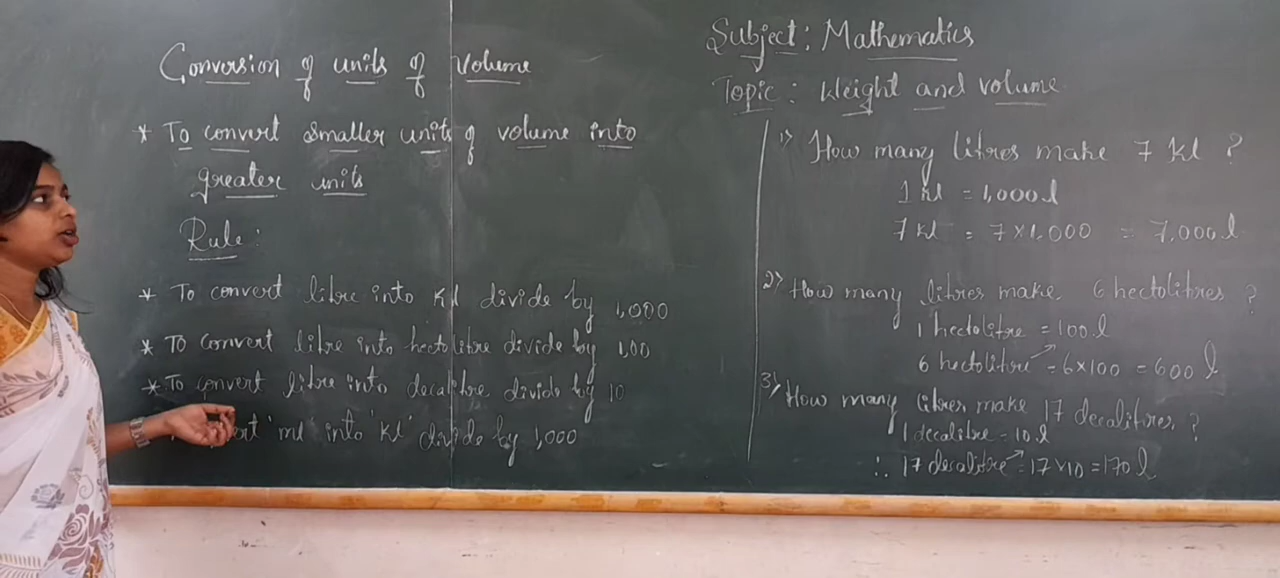 Conversion of units of Volume
* To convert smaller units of volume into
greater units
Rule:
* To convert litre into Kl divide by 1,000
* To convert litre into hectolitre divide by 100
* To convert litre into decalitre divide by 10
'ml' into 'Kl' divide by 1,000
Subject: Mathematics
Topic: Weight and volume
1) How many litres make 7 Kl ?
1 Kl = 1,000 l
7 Kl = 7 × 1,000 = 7,000 l
2) How many litres make 6 hectolitres ?
1 hectolitre = 100 l
6 hectolitre = 6×100 = 600 l
3) How many litres make 17 decalitres ?
1 decalitre = 10 l
∴ 17 decalitre = 17×10 = 170 l